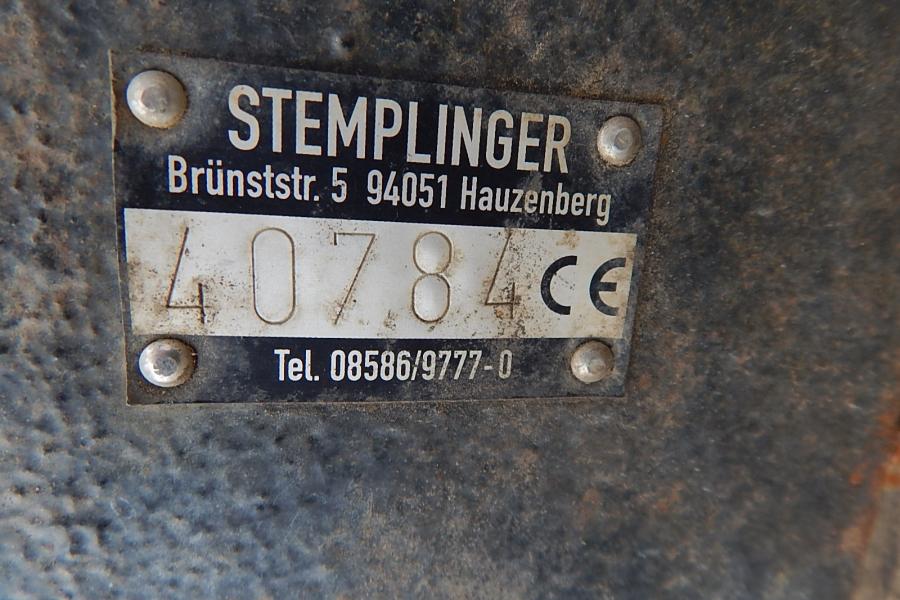 STEMPLINGER
Brünststr. 5 94051 Hauzenberg
40784 CE
Tel. 08586/9777-0